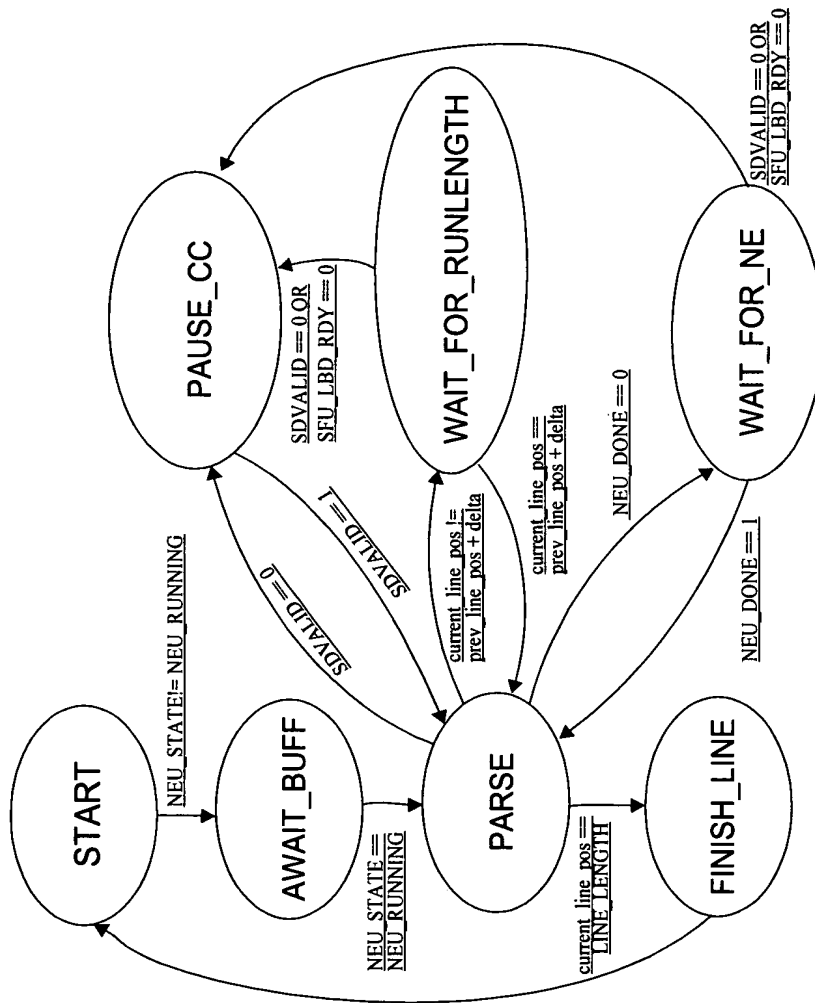 START
NEU_STATE!= NEU_RUNNING
AWAIT_BUFF
NEU_STATE ==
NEU_RUNNING
PARSE
current_line_pos ==
LINE_LENGTH
FINISH_LINE
PAUSE_CC
SDVALID == 0
SDVALID == 1
SDVALID == 0 OR
SFU_LBD_RDY == 0
WAIT_FOR_RUNLENGTH
current_line_pos !=
prev_line_pos + delta
current_line_pos ==
prev_line_pos + delta
NEU_DONE == 0
NEU_DONE == 1
WAIT_FOR_NE
SDVALID == 0 OR
SFU_LBD_RDY == 0